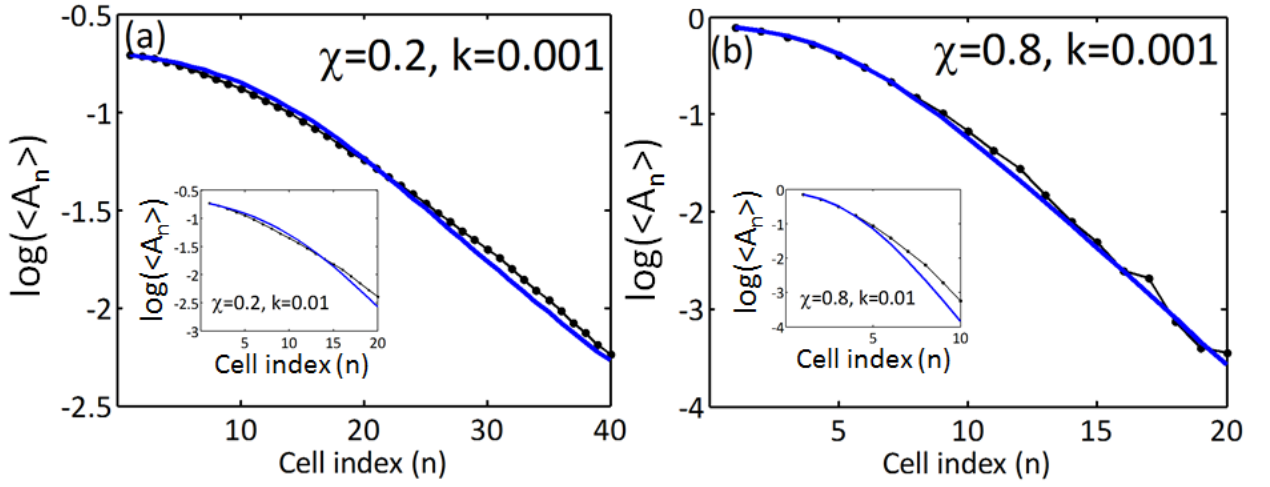 (a)
χ=0.2, k=0.001
-0.5
-1
-1.5
-2
-2.5
log(<Aₙ>)
10 20 30 40
Cell index (n)
-0.5
-1
-1.5
-2
-2.5
-3
log(<Aₙ>)
χ=0.2, k=0.01
5 10 15 20
Cell index (n)
(b)
χ=0.8, k=0.001
0
-1
-2
-3
-4
log(<Aₙ>)
5 10 15 20
Cell index (n)
0
-1
-2
-3
-4
log(<Aₙ>)
χ=0.8, k=0.01
5 10
Cell index (n)